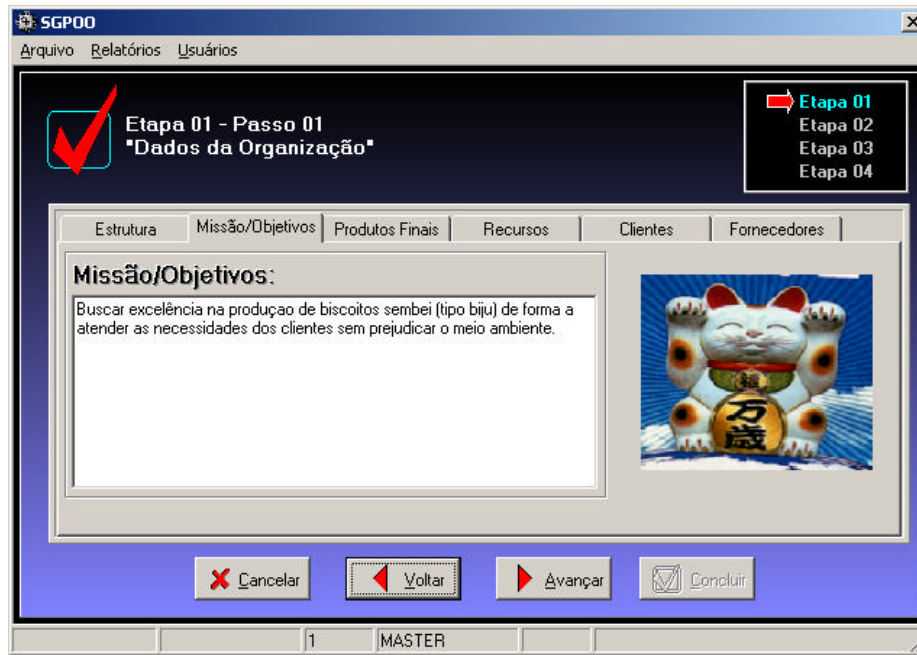 SGPOO
Arquivo Relatórios Usuários
Etapa 01 - Passo 01
"Dados da Organização"
Etapa 01
Etapa 02
Etapa 03
Etapa 04
Estrutura Missão/Objetivos Produtos Finais Recursos Clientes Fornecedores
Missão/Objetivos:
Buscar excelência na produçao de biscoitos sembei (tipo biju) de forma a
atender as necessidades dos clientes sem prejudicar o meio ambiente.
万
歳
Cancelar Voltar Avançar Concluir
1 MASTER